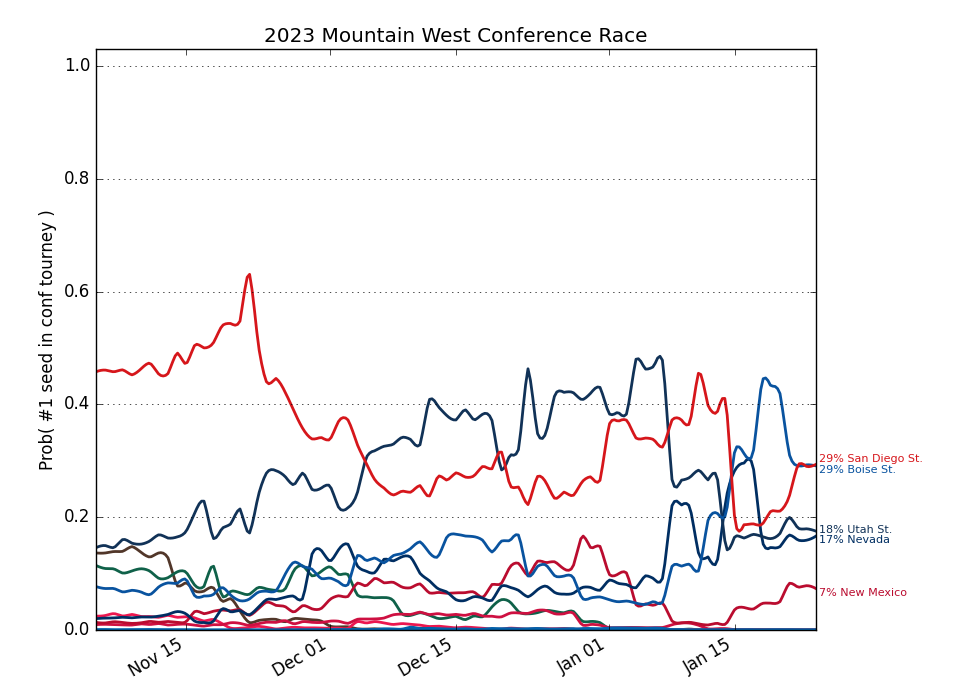 2023 Mountain West Conference Race
Prob( #1 seed in conf tourney )
1.0
0.8
0.6
0.4
0.2
0.0
Nov 15
Dec 01
Dec 15
Jan 01
Jan 15
29% San Diego St.
29% Boise St.
18% Utah St.
17% Nevada
7% New Mexico